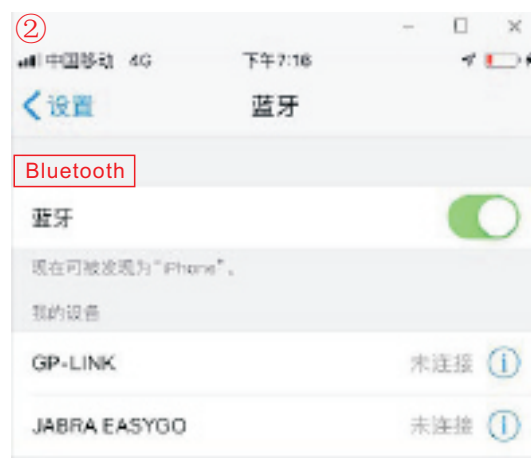 ②
中国移动 4G 下午7:16
设置 蓝牙
Bluetooth
蓝牙
现在可被发现为“iPhone”。
我的设备
GP-LINK 未连接
JABRA EASYGO 未连接